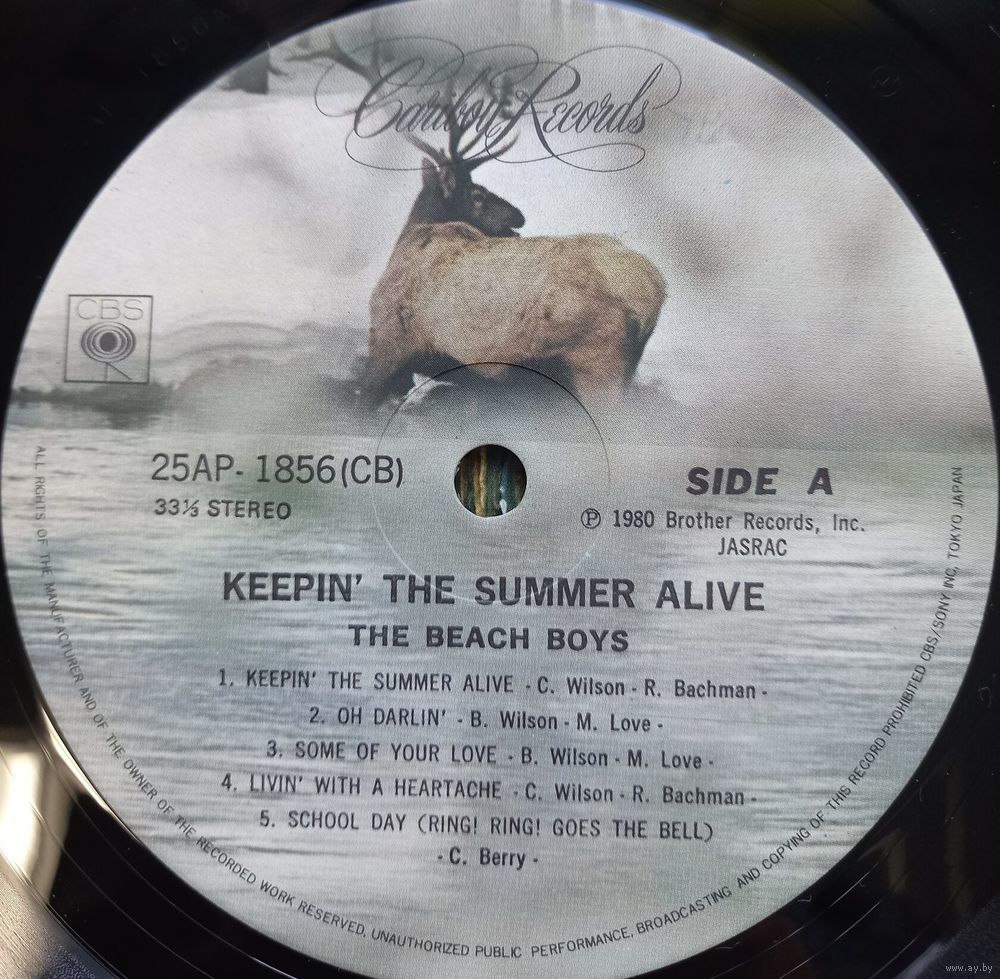 Caribou Records
CBS
25AP- 1856(CB)
33⅓ STEREO
SIDE A
Ⓟ 1980 Brother Records, Inc.
JASRAC
KEEPIN' THE SUMMER ALIVE
THE BEACH BOYS
1. KEEPIN' THE SUMMER ALIVE - C. Wilson - R. Bachman -
2. OH DARLIN' - B. Wilson - M. Love -
3. SOME OF YOUR LOVE - B. Wilson - M. Love -
4. LIVIN' WITH A HEARTACHE - C. Wilson - R. Bachman -
5. SCHOOL DAY (RING! RING! GOES THE BELL)
- C. Berry -
ALL RIGHTS OF THE MANUFACTURER AND OF THE OWNER OF THE RECORDED WORK RESERVED. UNAUTHORIZED PUBLIC PERFORMANCE, BROADCASTING AND COPYING OF THIS RECORD PROHIBITED CBS/SONY INC, TOKYO JAPAN
www.ay.by